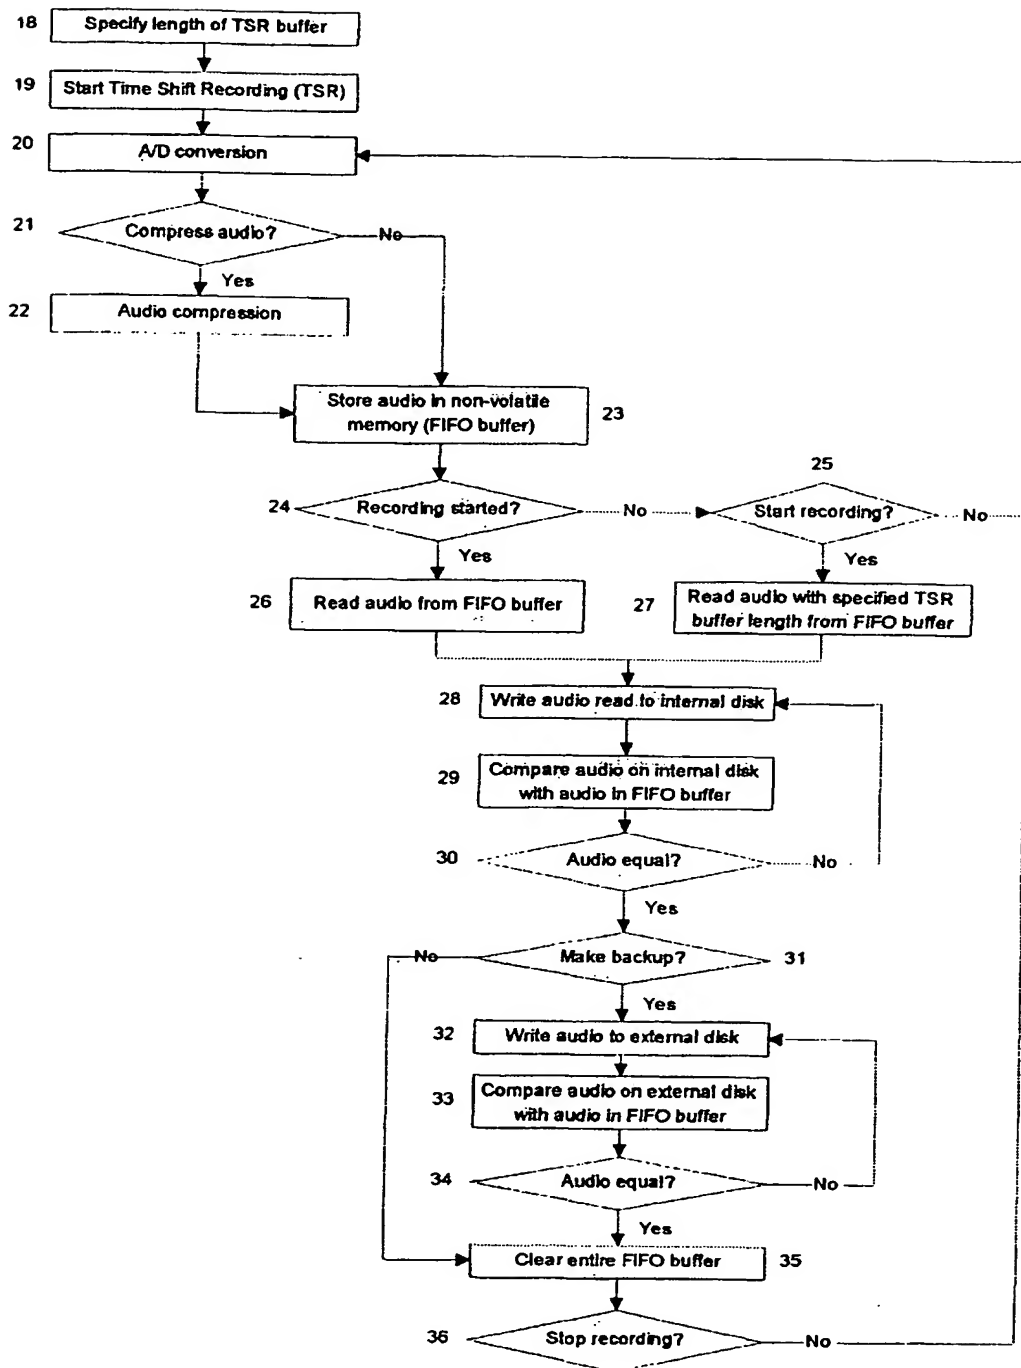 18
Specify length of TSR buffer
19
Start Time Shift Recording (TSR)
20
A/D conversion
21
Compress audio?
No
Yes
22
Audio compression
Store audio in non-volatile
memory (FIFO buffer)
23
24
Recording started?
No
25
Start recording?
No
Yes
Yes
26
Read audio from FIFO buffer
27
Read audio with specified TSR
buffer length from FIFO buffer
28
Write audio read to internal disk
29
Compare audio on internal disk
with audio in FIFO buffer
30
Audio equal?
No
Yes
No
Make backup?
31
Yes
32
Write audio to external disk
33
Compare audio on external disk
with audio in FIFO buffer
34
Audio equal?
No
Yes
Clear entire FIFO buffer
35
36
Stop recording?
No